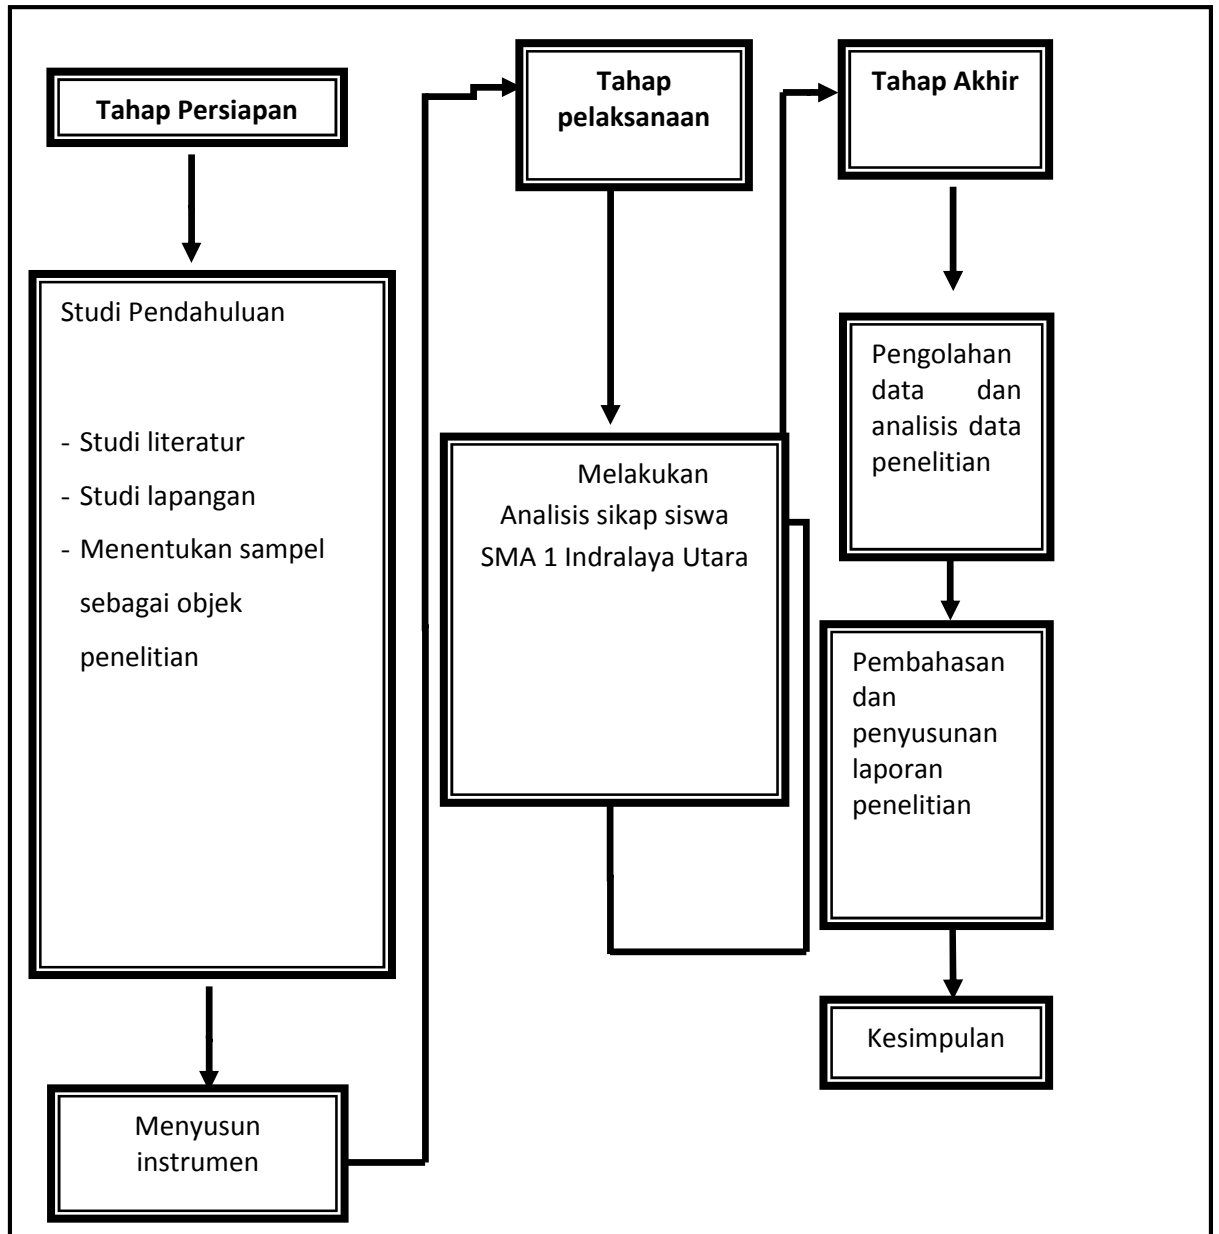 Tahap Persiapan
Studi Pendahuluan
- Studi literatur
- Studi lapangan
- Menentukan sampel
sebagai objek
penelitian
Menyusun
instrumen
Tahap
pelaksanaan
Melakukan
Analisis sikap siswa
SMA 1 Indralaya Utara
Tahap Akhir
Pengolahan
data dan
analisis data
penelitian
Pembahasan
dan
penyusunan
laporan
penelitian
Kesimpulan